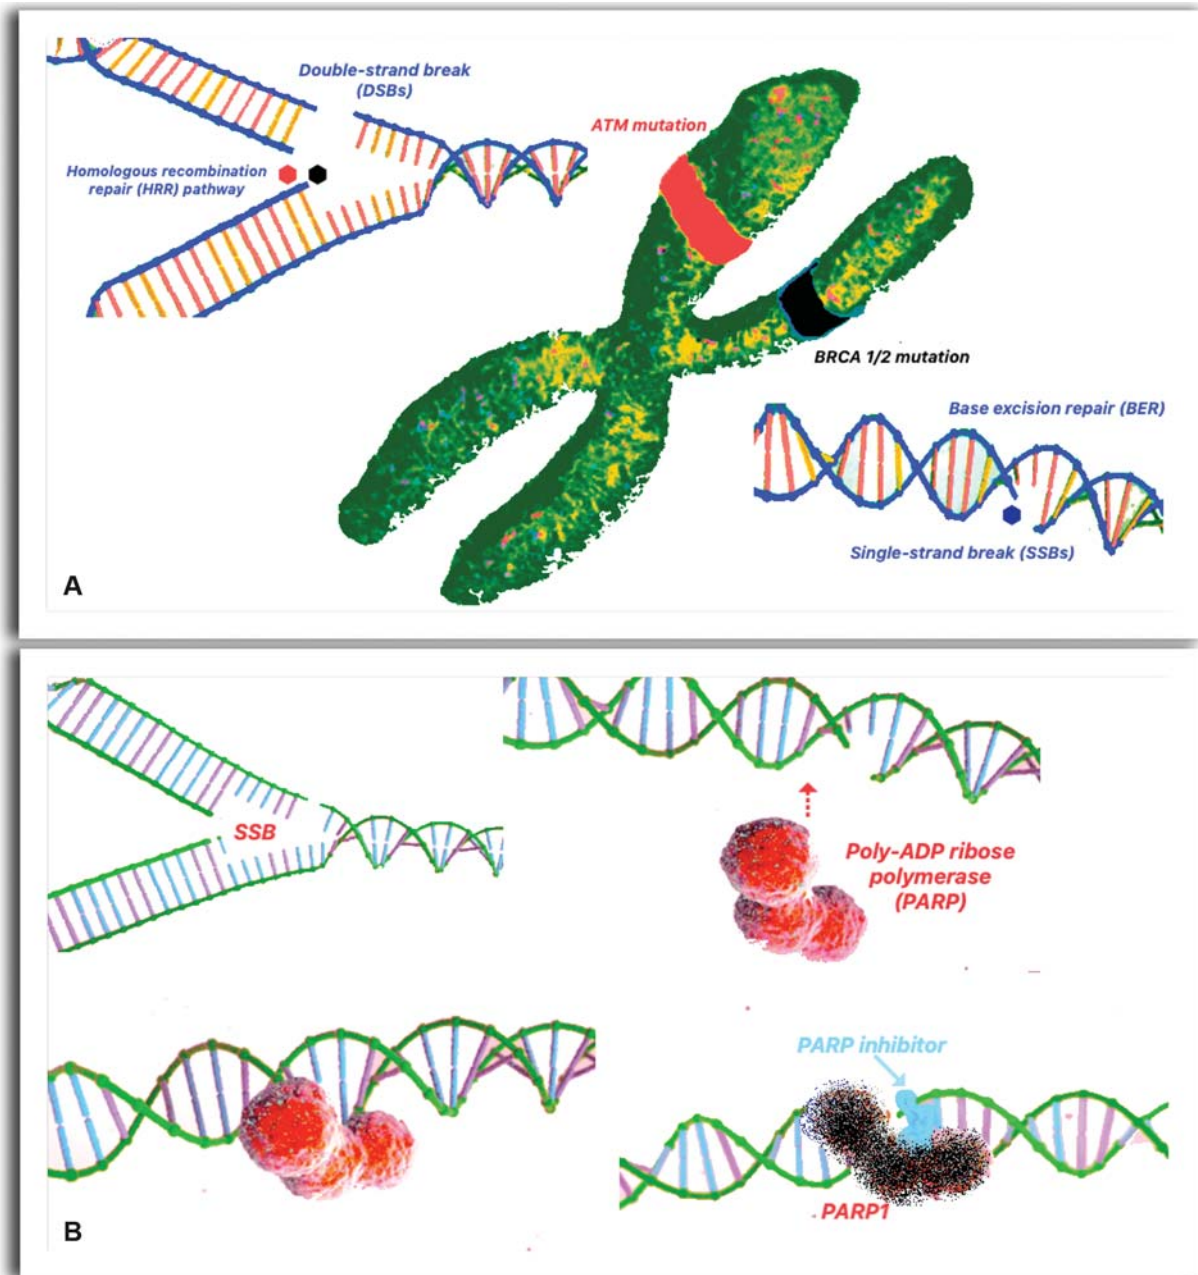 Double-strand break
(DSBs)
ATM mutation
Homologous recombination
repair (HRR) pathway
BRCA 1/2 mutation
Base excision repair (BER)
Single-strand break (SSBs)
A
SSB
Poly-ADP ribose
polymerase
(PARP)
PARP inhibitor
PARP1
B